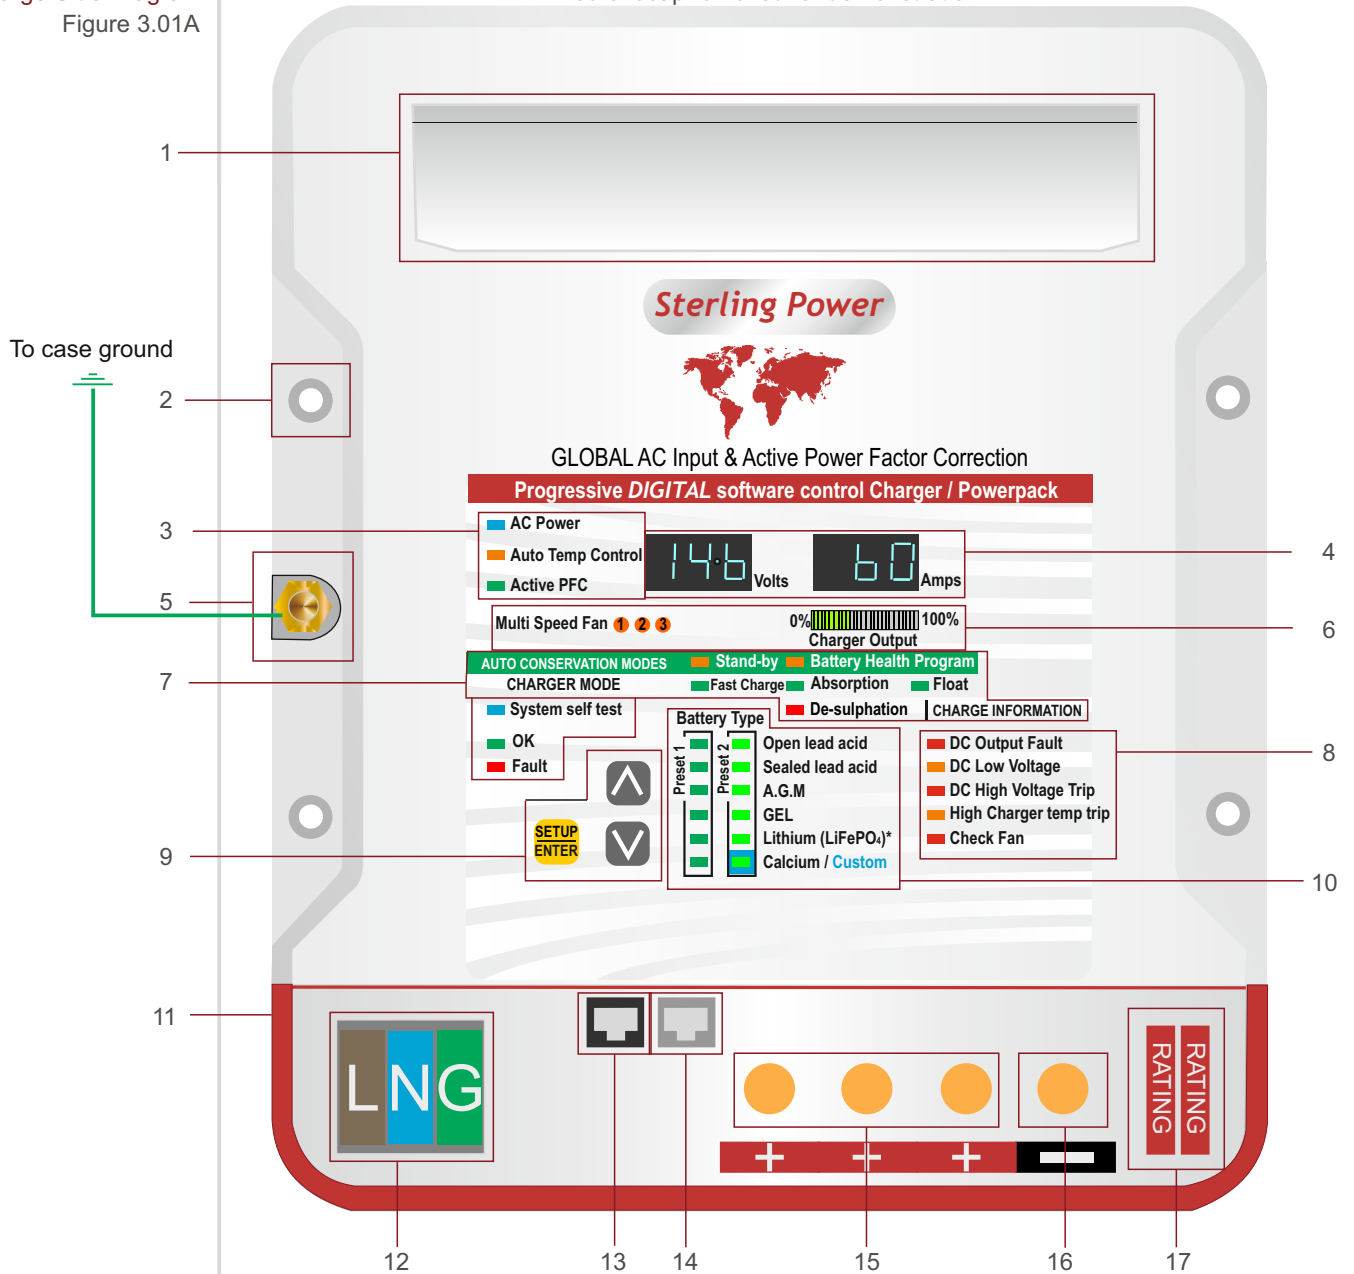 Figure 3.01A
1
Sterling Power
To case ground
2
GLOBAL AC Input & Active Power Factor Correction
Progressive DIGITAL software control Charger / Powerpack
3
AC Power
Auto Temp Control
Active PFC
14.6 Volts
60 Amps
4
5
Multi Speed Fan 1 2 3
0% 100%
Charger Output
6
7
AUTO CONSERVATION MODES Stand-by Battery Health Program
CHARGER MODE Fast Charge Absorption Float
De-sulphation CHARGE INFORMATION
System self test
OK
Fault
Battery Type
Preset 1
Preset 2
Open lead acid
Sealed lead acid
A.G.M
GEL
Lithium (LiFePO4)*
Calcium / Custom
DC Output Fault
DC Low Voltage
DC High Voltage Trip
High Charger temp trip
Check Fan
8
9
SETUP
ENTER
10
11
L N G
RATING
RATING
+ + + −
12 13 14 15 16 17